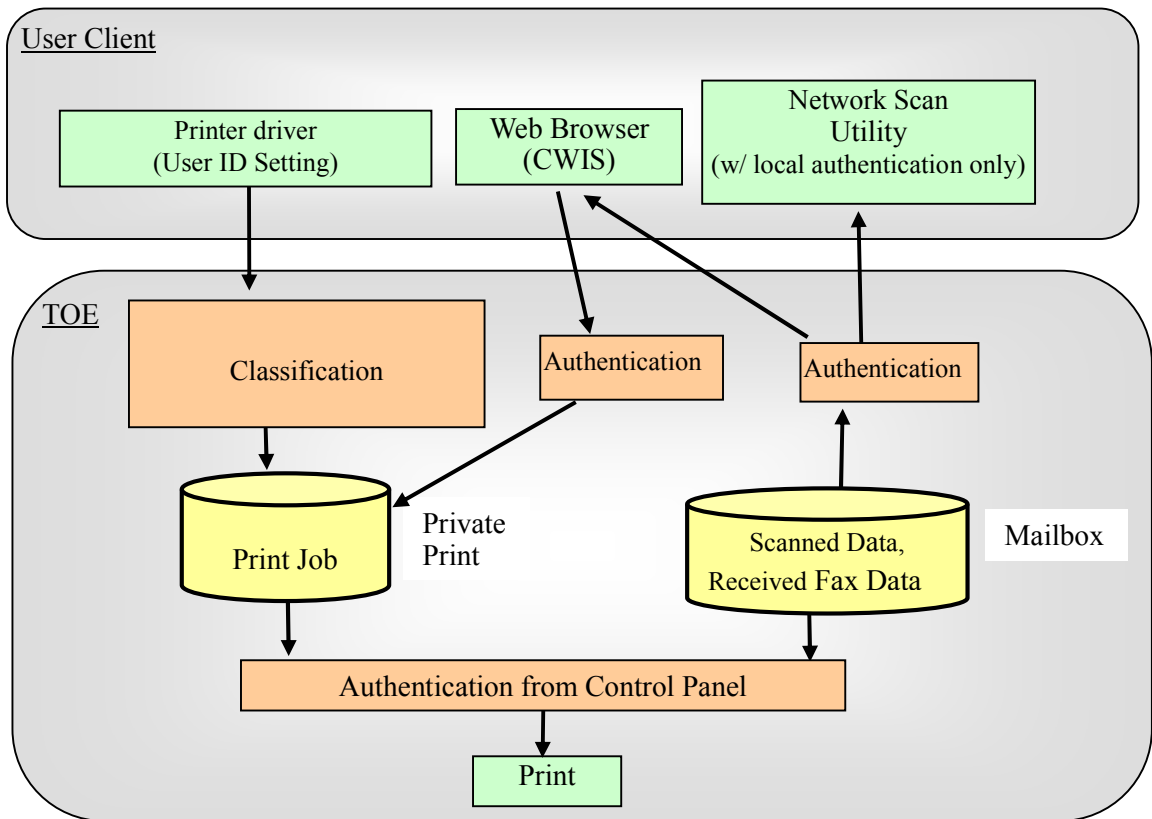 User Client
Printer driver
(User ID Setting)
Web Browser
(CWIS)
Network Scan
Utility
(w/ local authentication only)
TOE
Classification
Authentication
Authentication
Print Job
Private
Print
Scanned Data,
Received Fax Data
Mailbox
Authentication from Control Panel
Print